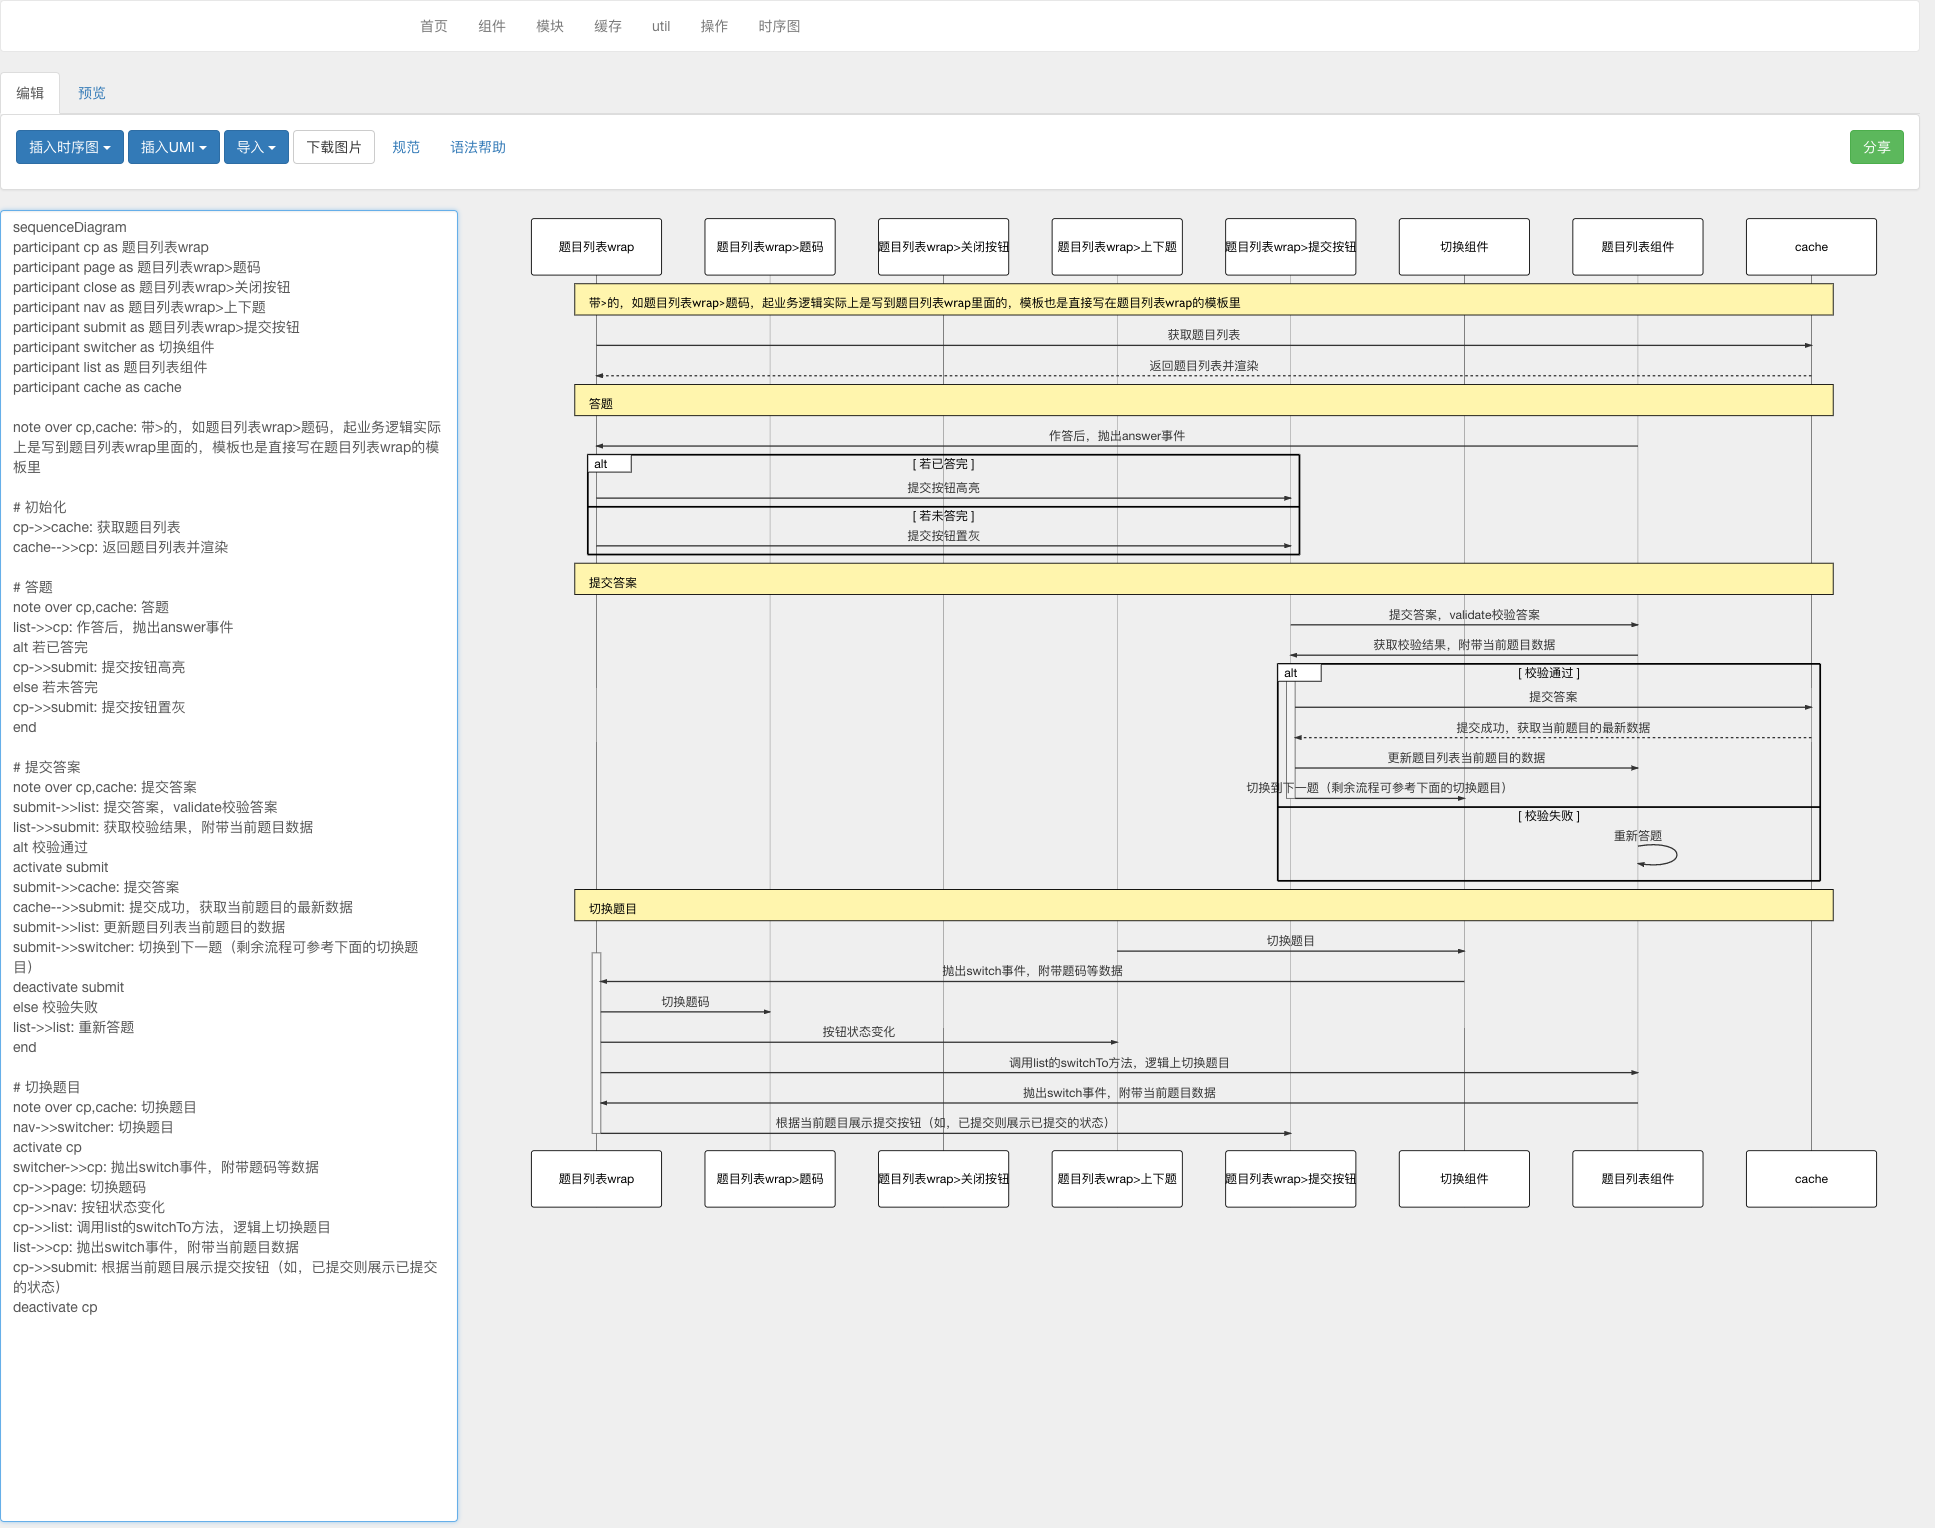 首页 组件 模块 缓存 util 操作 时序图
编辑 预览
插入时序图 插入UMI 导入 下载图片 规范 语法帮助 分享
sequenceDiagram
participant cp as 题目列表wrap
participant page as 题目列表wrap>题码
participant close as 题目列表wrap>关闭按钮
participant nav as 题目列表wrap>上下题
participant submit as 题目列表wrap>提交按钮
participant switcher as 切换组件
participant list as 题目列表组件
participant cache as cache
note over cp,cache: 带>的，如题目列表wrap>题码，起业务逻辑实际
上是写到题目列表wrap里面的，模板也是直接写在题目列表wrap的模
板里
# 初始化
cp->>cache: 获取题目列表
cache-->>cp: 返回题目列表并渲染
# 答题
note over cp,cache: 答题
list->>cp: 作答后，抛出answer事件
alt 若已答完
cp->>submit: 提交按钮高亮
else 若未答完
cp->>submit: 提交按钮置灰
end
# 提交答案
note over cp,cache: 提交答案
submit->>list: 提交答案，validate校验答案
list->>submit: 获取校验结果，附带当前题目数据
alt 校验通过
activate submit
submit->>cache: 提交答案
cache-->>submit: 提交成功，获取当前题目的最新数据
submit->>list: 更新题目列表当前题目的数据
submit->>switcher: 切换到下一题（剩余流程可参考下面的切换题
目）
deactivate submit
else 校验失败
list->>list: 重新答题
end
# 切换题目
note over cp,cache: 切换题目
nav->>switcher: 切换题目
activate cp
switcher->>cp: 抛出switch事件，附带题码等数据
cp->>page: 切换题码
cp->>nav: 按钮状态变化
cp->>list: 调用list的switchTo方法，逻辑上切换题目
list->>cp: 抛出switch事件，附带当前题目数据
cp->>submit: 根据当前题目展示提交按钮（如，已提交则展示已提交
的状态）
deactivate cp
题目列表wrap 题目列表wrap>题码 题目列表wrap>关闭按钮 题目列表wrap>上下题 题目列表wrap>提交按钮 切换组件 题目列表组件 cache
带>的，如题目列表wrap>题码，起业务逻辑实际上是写到题目列表wrap里面的，模板也是直接写在题目列表wrap的模板里
获取题目列表
返回题目列表并渲染
答题
作答后，抛出answer事件
alt [ 若已答完 ]
提交按钮高亮
[ 若未答完 ]
提交按钮置灰
提交答案
提交答案，validate校验答案
获取校验结果，附带当前题目数据
alt [ 校验通过 ]
提交答案
提交成功，获取当前题目的最新数据
更新题目列表当前题目的数据
切换到下一题（剩余流程可参考下面的切换题目）
[ 校验失败 ]
重新答题
切换题目
切换题目
抛出switch事件，附带题码等数据
切换题码
按钮状态变化
调用list的switchTo方法，逻辑上切换题目
抛出switch事件，附带当前题目数据
根据当前题目展示提交按钮（如，已提交则展示已提交的状态）
题目列表wrap 题目列表wrap>题码 题目列表wrap>关闭按钮 题目列表wrap>上下题 题目列表wrap>提交按钮 切换组件 题目列表组件 cache